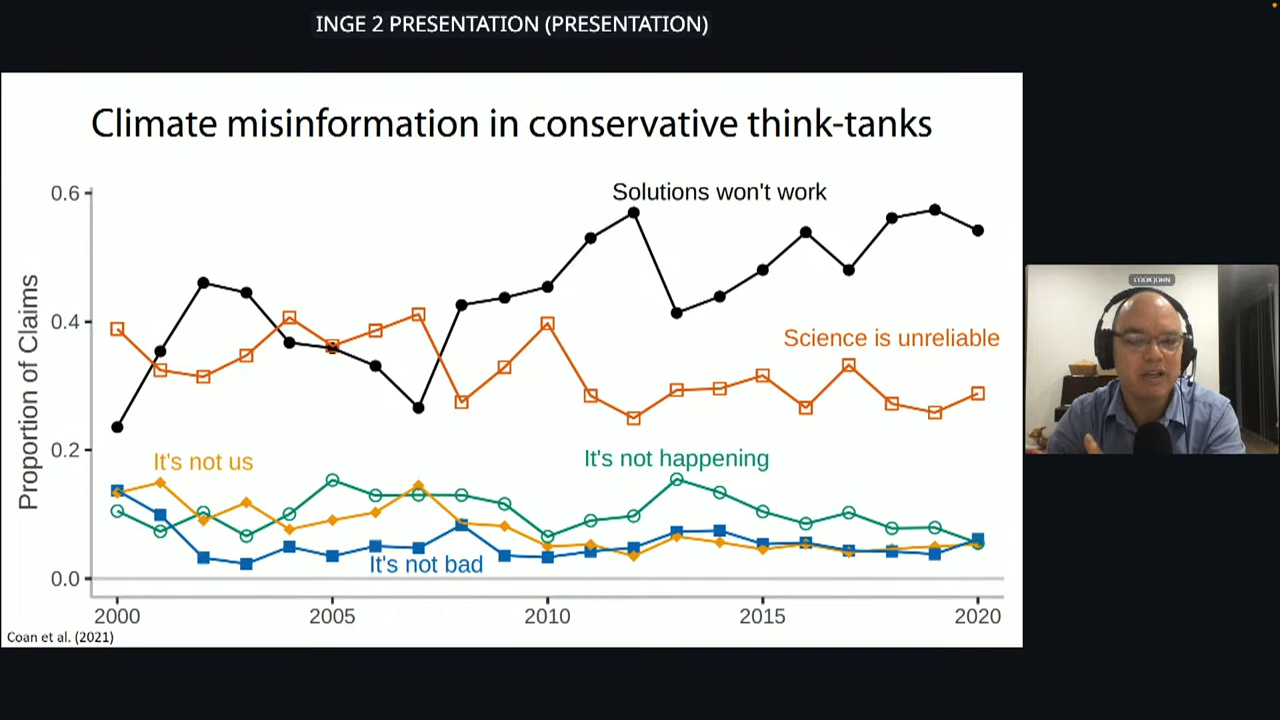 INGE 2 PRESENTATION (PRESENTATION)
Climate misinformation in conservative think-tanks
0.6
Solutions won't work
Proportion of Claims
0.4
Science is unreliable
0.2
It's not us
It's not happening
It's not bad
0.0
2000
2005
2010
2015
2020
Coan et al. (2021)
COOK JOHN